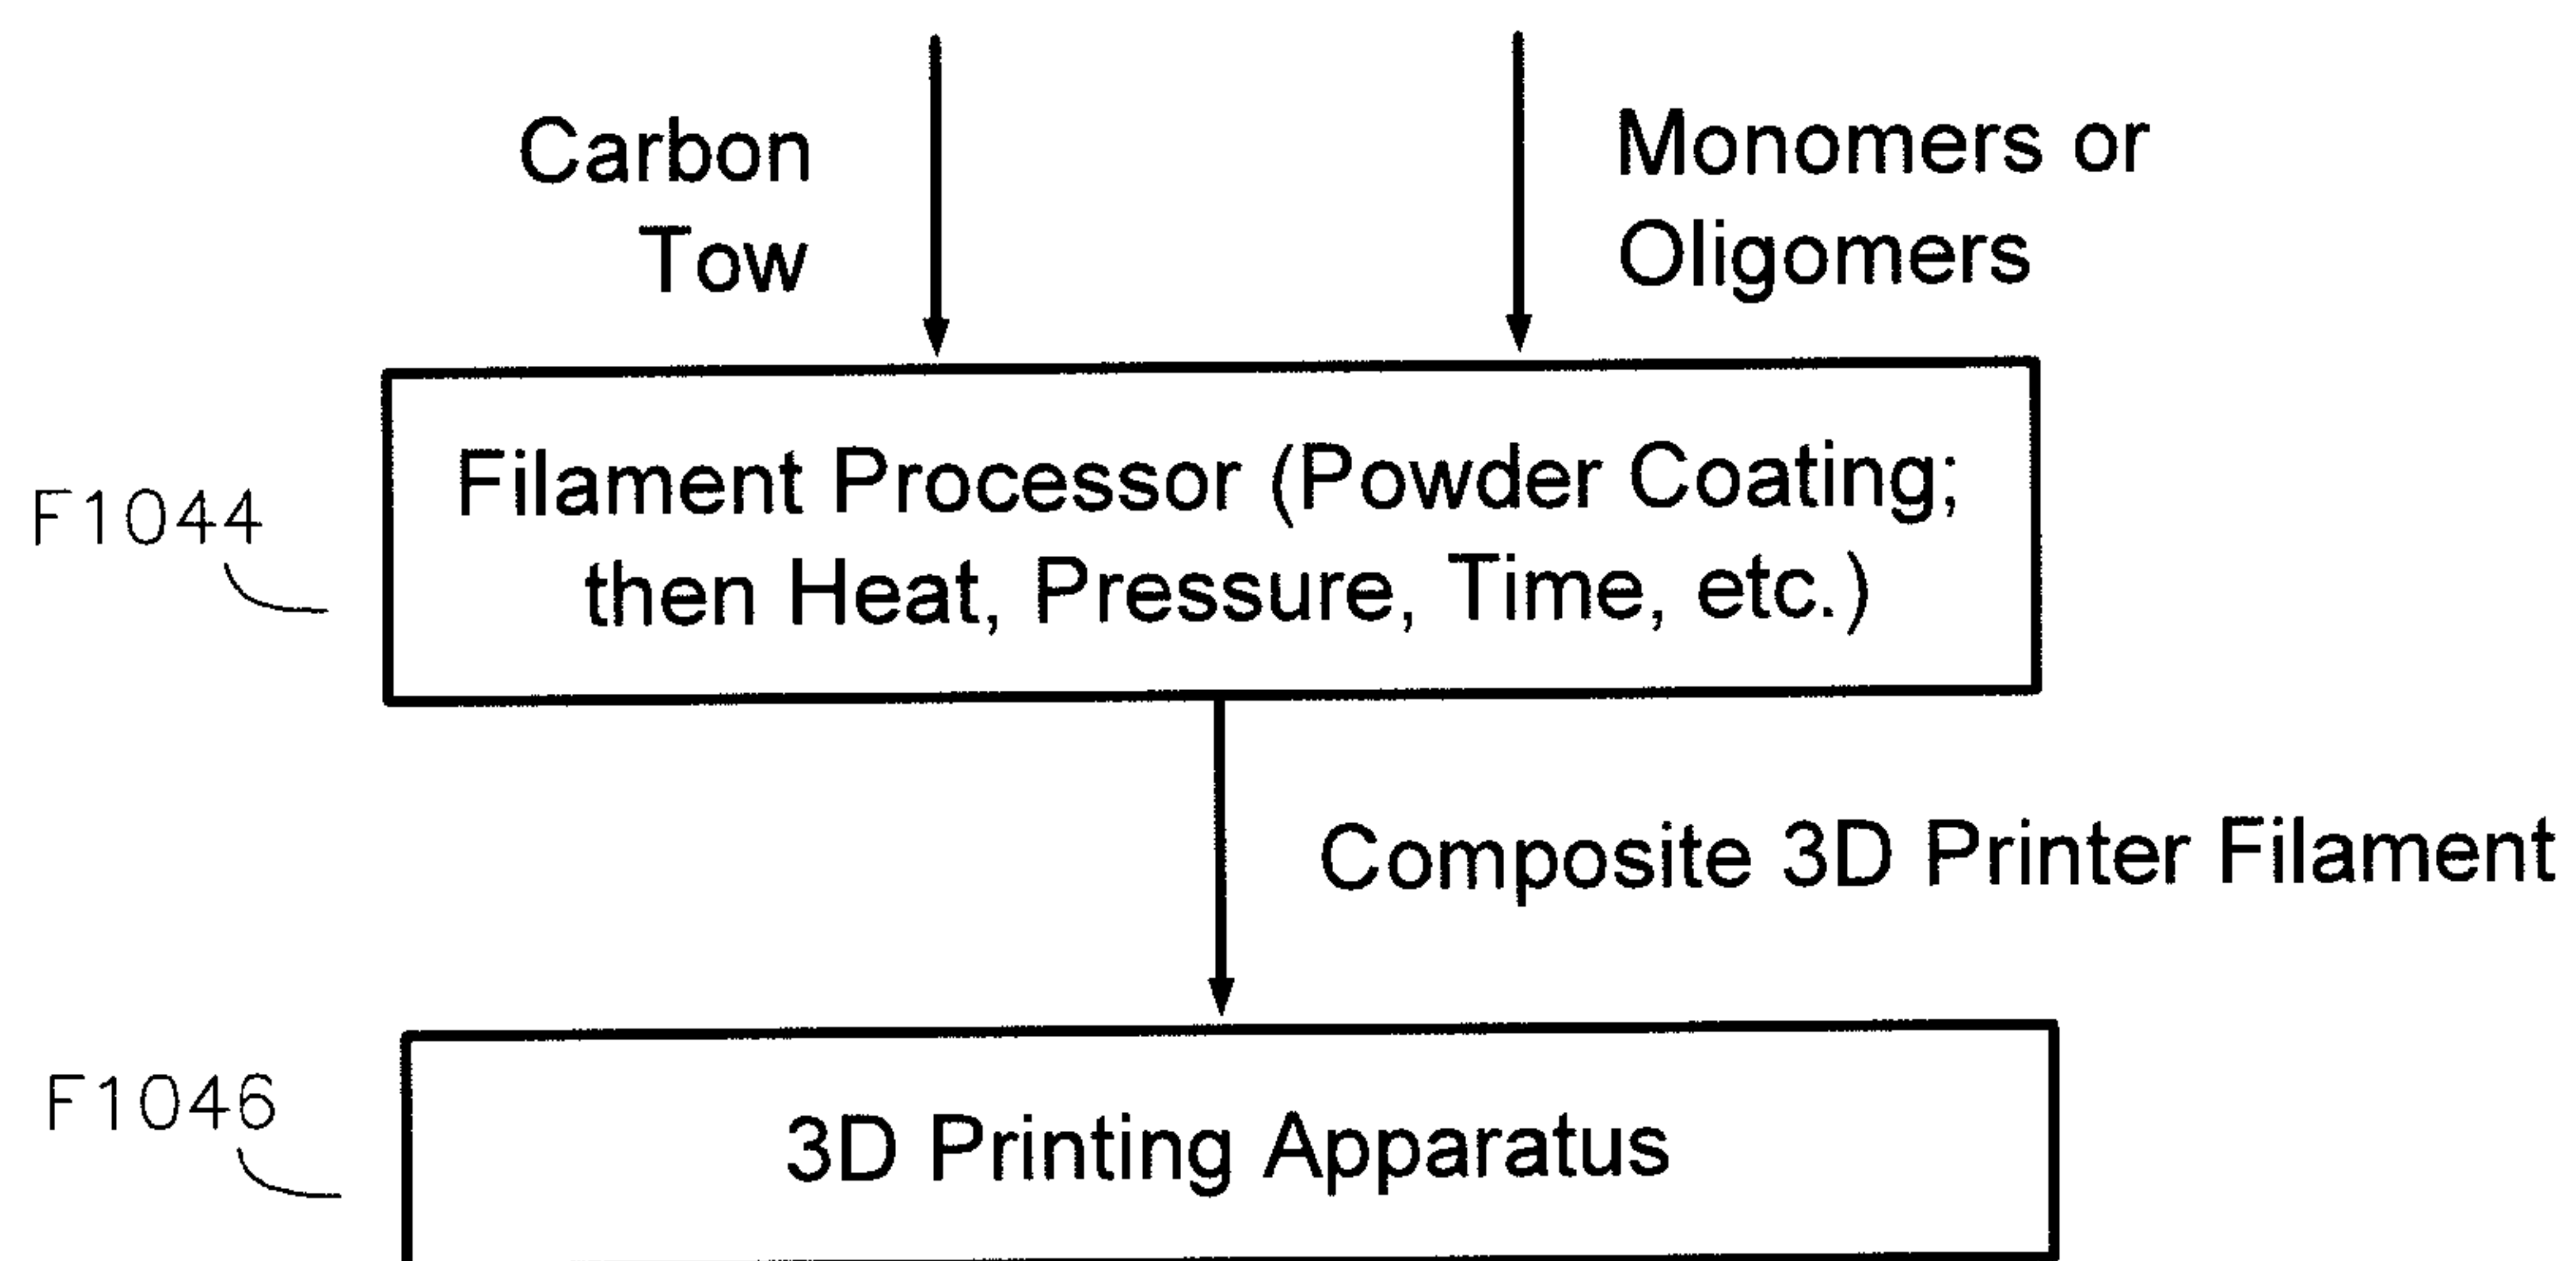 Carbon
Tow
Monomers or
Oligomers
F1044
Filament Processor (Powder Coating;
then Heat, Pressure, Time, etc.)
Composite 3D Printer Filament
F1046
3D Printing Apparatus